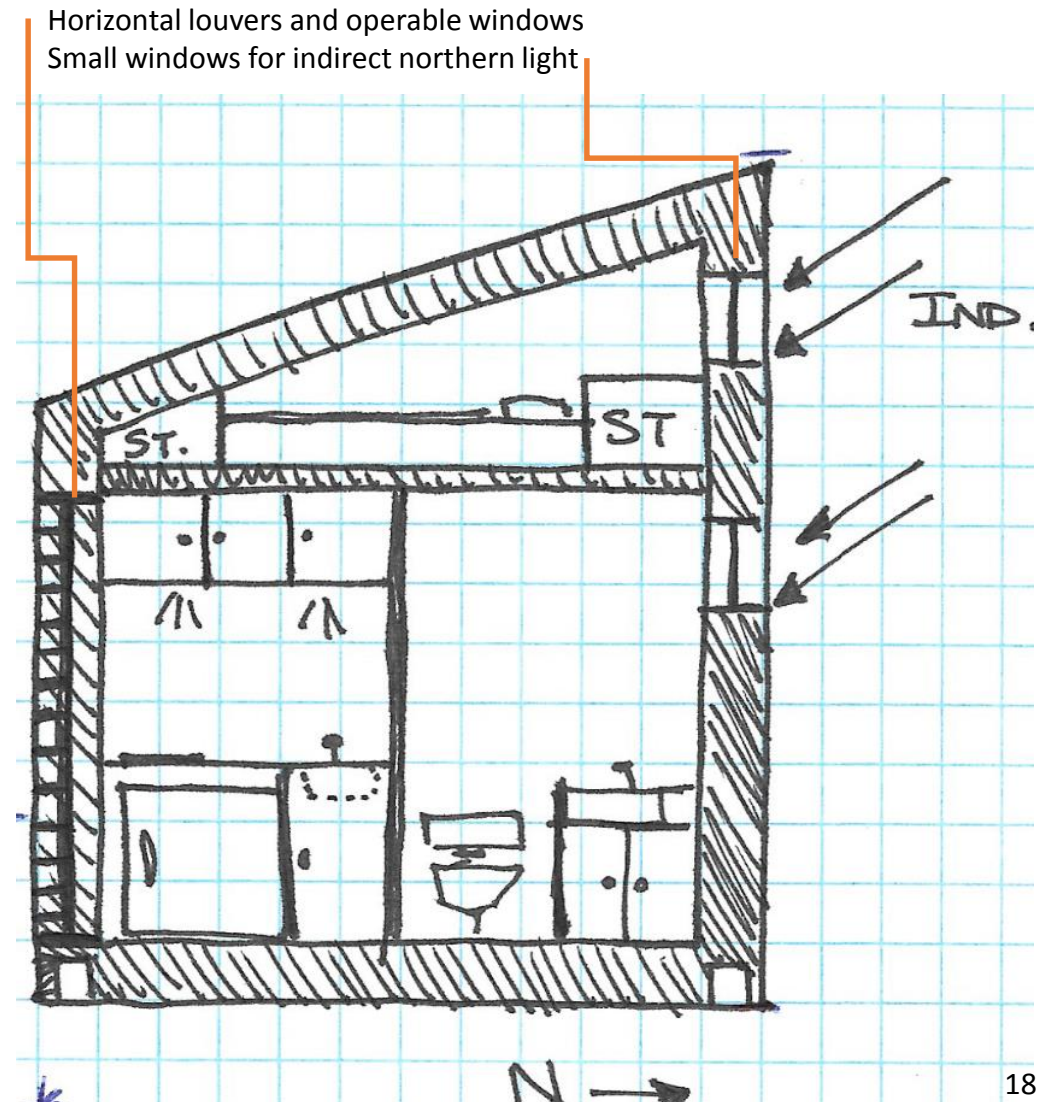 Horizontal louvers and operable windows
Small windows for indirect northern light
IND.
ST.
ST
N
18